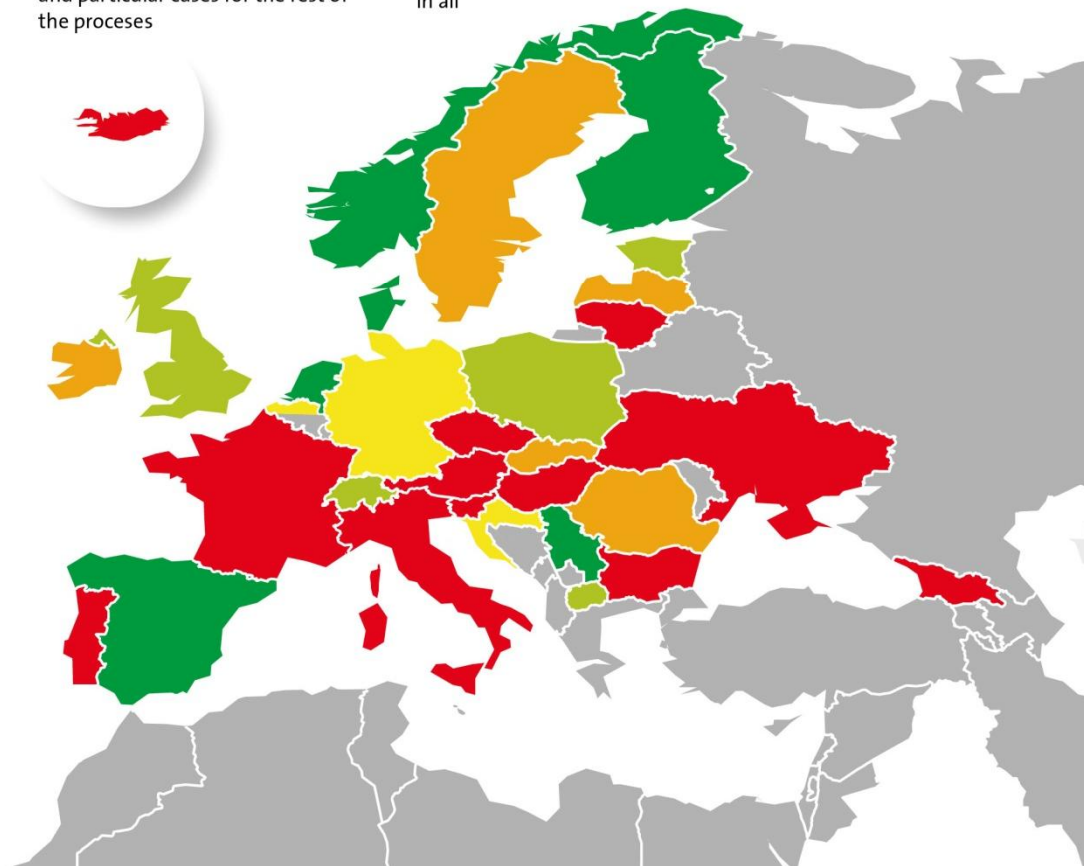 and particular cases for the rest of
the proceses
in all